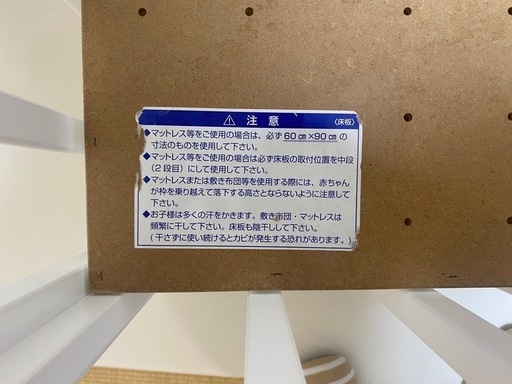 ⚠ 注意 (床板)
◆マットレス等をご使用の場合は、必ず60㎝×90㎝の
寸法のものを使用して下さい。
◆マットレス等をご使用の場合は必ず床板の取付位置を中段
(2段目)にして使用して下さい。
◆マットレスまたは敷き布団等を使用する際には、赤ちゃん
が枠を乗り越えて落下する高さとならないように注意して
下さい。
◆お子様は多くの汗をかきます。敷き布団・マットレスは
頻繁に干して下さい。床板も陰干しして下さい。
(干さずに使い続けるとカビが発生する恐れがあります。)